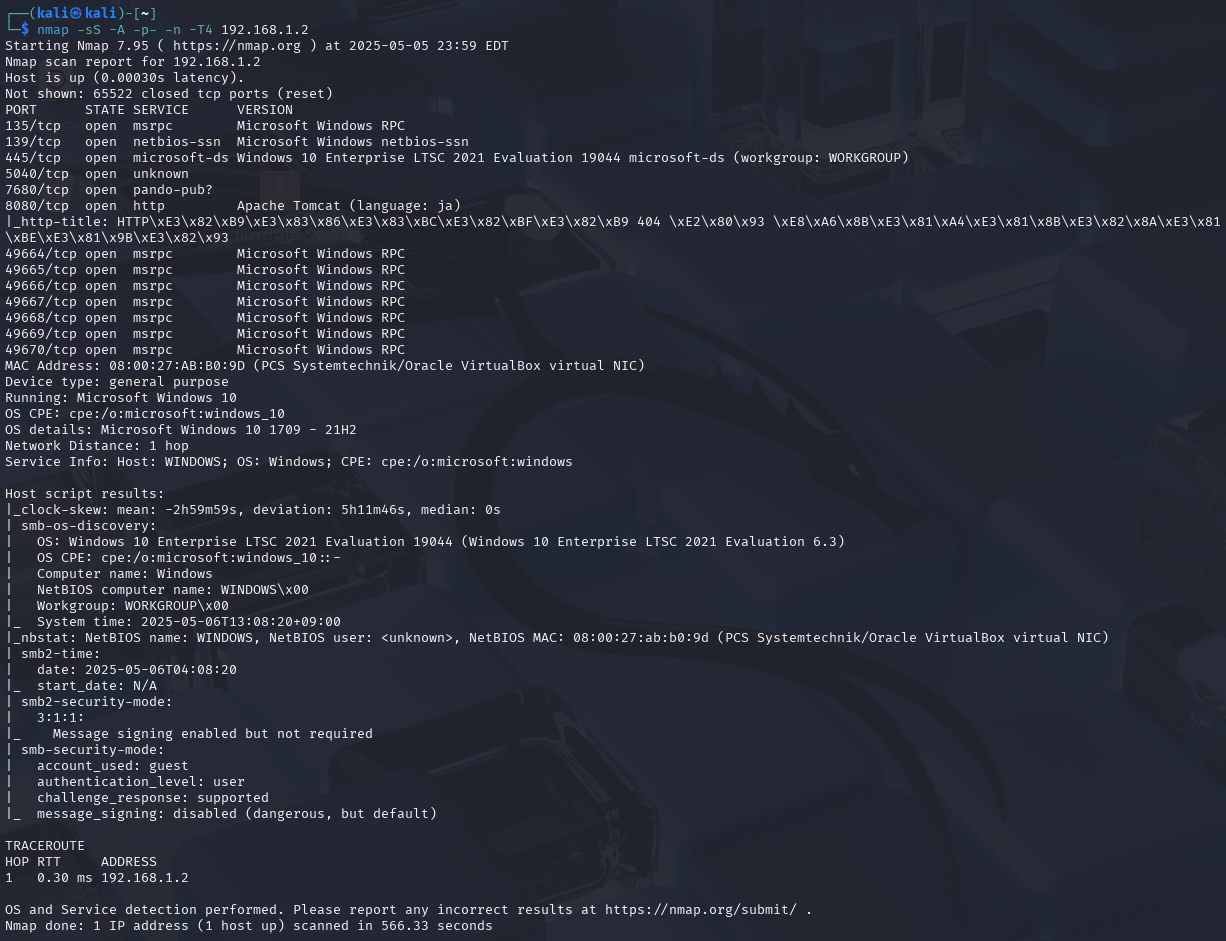 ┌──(kali㉿kali)-[~]
└─$ nmap -sS -A -p- -n -T4 192.168.1.2
Starting Nmap 7.95 ( https://nmap.org ) at 2025-05-05 23:59 EDT
Nmap scan report for 192.168.1.2
Host is up (0.00030s latency).
Not shown: 65522 closed tcp ports (reset)
PORT      STATE SERVICE      VERSION
135/tcp   open  msrpc        Microsoft Windows RPC
139/tcp   open  netbios-ssn  Microsoft Windows netbios-ssn
445/tcp   open  microsoft-ds Windows 10 Enterprise LTSC 2021 Evaluation 19044 microsoft-ds (workgroup: WORKGROUP)
5040/tcp  open  unknown
7680/tcp  open  pando-pub?
8080/tcp  open  http         Apache Tomcat (language: ja)
|_http-title: HTTP\xE3\x82\xB9\xE3\x83\x86\xE3\x83\xBC\xE3\x82\xBF\xE3\x82\xB9 404 \xE2\x80\x93 \xE8\xA6\x8B\xE3\x81\xA4\xE3\x81\x8B\xE3\x82\x8A\xE3\x81
\xBE\xE3\x81\x9B\xE3\x82\x93
49664/tcp open  msrpc        Microsoft Windows RPC
49665/tcp open  msrpc        Microsoft Windows RPC
49666/tcp open  msrpc        Microsoft Windows RPC
49667/tcp open  msrpc        Microsoft Windows RPC
49668/tcp open  msrpc        Microsoft Windows RPC
49669/tcp open  msrpc        Microsoft Windows RPC
49670/tcp open  msrpc        Microsoft Windows RPC
MAC Address: 08:00:27:AB:B0:9D (PCS Systemtechnik/Oracle VirtualBox virtual NIC)
Device type: general purpose
Running: Microsoft Windows 10
OS CPE: cpe:/o:microsoft:windows_10
OS details: Microsoft Windows 10 1709 - 21H2
Network Distance: 1 hop
Service Info: Host: WINDOWS; OS: Windows; CPE: cpe:/o:microsoft:windows

Host script results:
|_clock-skew: mean: -2h59m59s, deviation: 5h11m46s, median: 0s
| smb-os-discovery:
|   OS: Windows 10 Enterprise LTSC 2021 Evaluation 19044 (Windows 10 Enterprise LTSC 2021 Evaluation 6.3)
|   OS CPE: cpe:/o:microsoft:windows_10::-
|   Computer name: Windows
|   NetBIOS computer name: WINDOWS\x00
|   Workgroup: WORKGROUP\x00
|_  System time: 2025-05-06T13:08:20+09:00
|_nbstat: NetBIOS name: WINDOWS, NetBIOS user: <unknown>, NetBIOS MAC: 08:00:27:ab:b0:9d (PCS Systemtechnik/Oracle VirtualBox virtual NIC)
| smb2-time:
|   date: 2025-05-06T04:08:20
|_  start_date: N/A
| smb2-security-mode:
|   3:1:1:
|_    Message signing enabled but not required
| smb-security-mode:
|   account_used: guest
|   authentication_level: user
|   challenge_response: supported
|_  message_signing: disabled (dangerous, but default)

TRACEROUTE
HOP RTT     ADDRESS
1   0.30 ms 192.168.1.2

OS and Service detection performed. Please report any incorrect results at https://nmap.org/submit/ .
Nmap done: 1 IP address (1 host up) scanned in 566.33 seconds